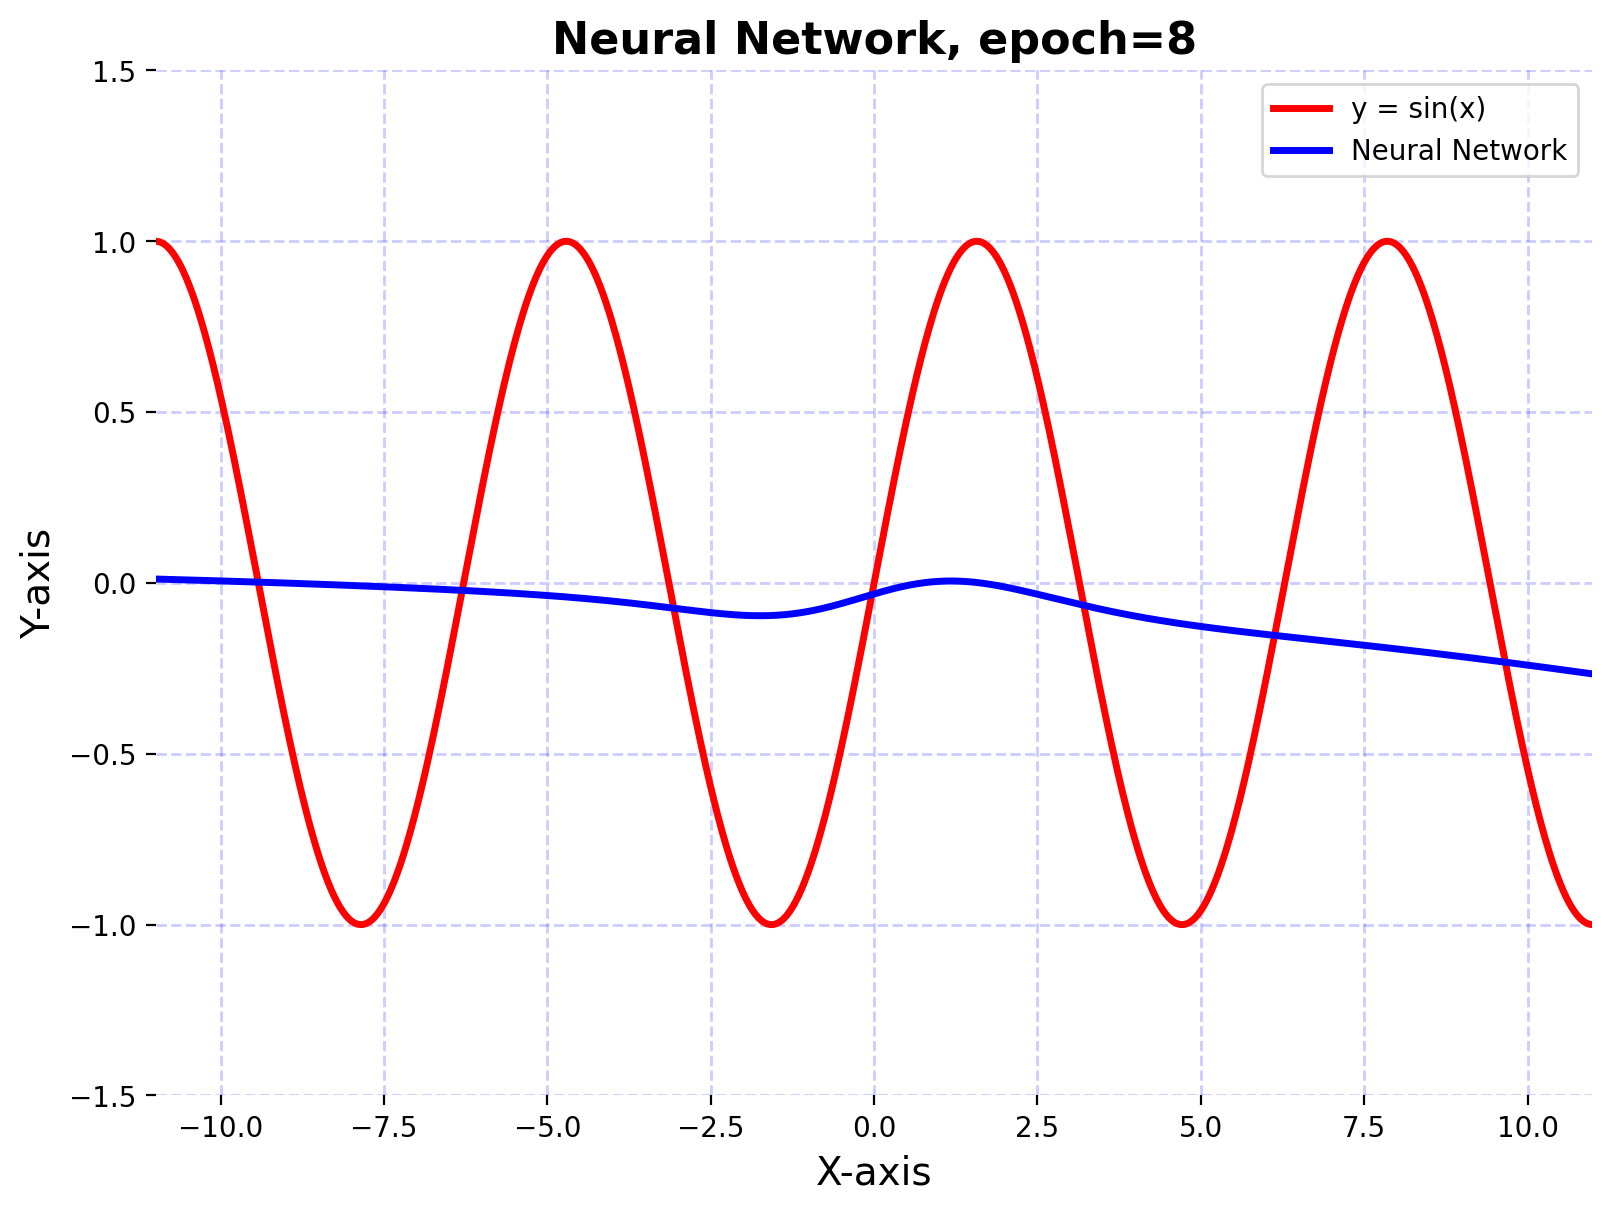 Neural Network, epoch=8
y = sin(x)
Neural Network
Y-axis
1.5
1.0
0.5
0.0
−0.5
−1.0
−1.5
−10.0 −7.5 −5.0 −2.5 0.0 2.5 5.0 7.5 10.0
X-axis